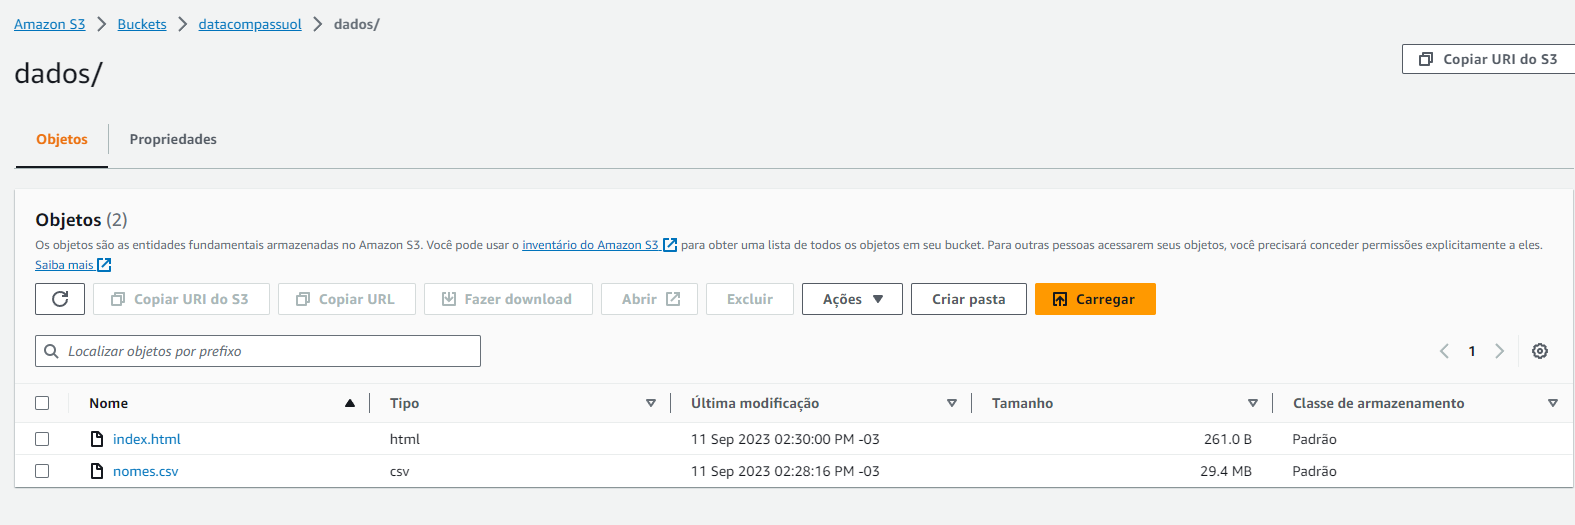 Amazon S3 > Buckets > datacompassuol > dados/
dados/
Copiar URI do S3
Objetos Propriedades
Objetos (2)
Os objetos são as entidades fundamentais armazenadas no Amazon S3. Você pode usar o inventário do Amazon S3 para obter uma lista de todos os objetos em seu bucket. Para outras pessoas acessarem seus objetos, você precisará conceder permissões explicitamente a eles.
Saiba mais
Copiar URI do S3 Copiar URL Fazer download Abrir Excluir Ações Criar pasta Carregar
Localizar objetos por prefixo
1
Nome Tipo Última modificação Tamanho Classe de armazenamento
index.html html 11 Sep 2023 02:30:00 PM -03 261.0 B Padrão
nomes.csv csv 11 Sep 2023 02:28:16 PM -03 29.4 MB Padrão